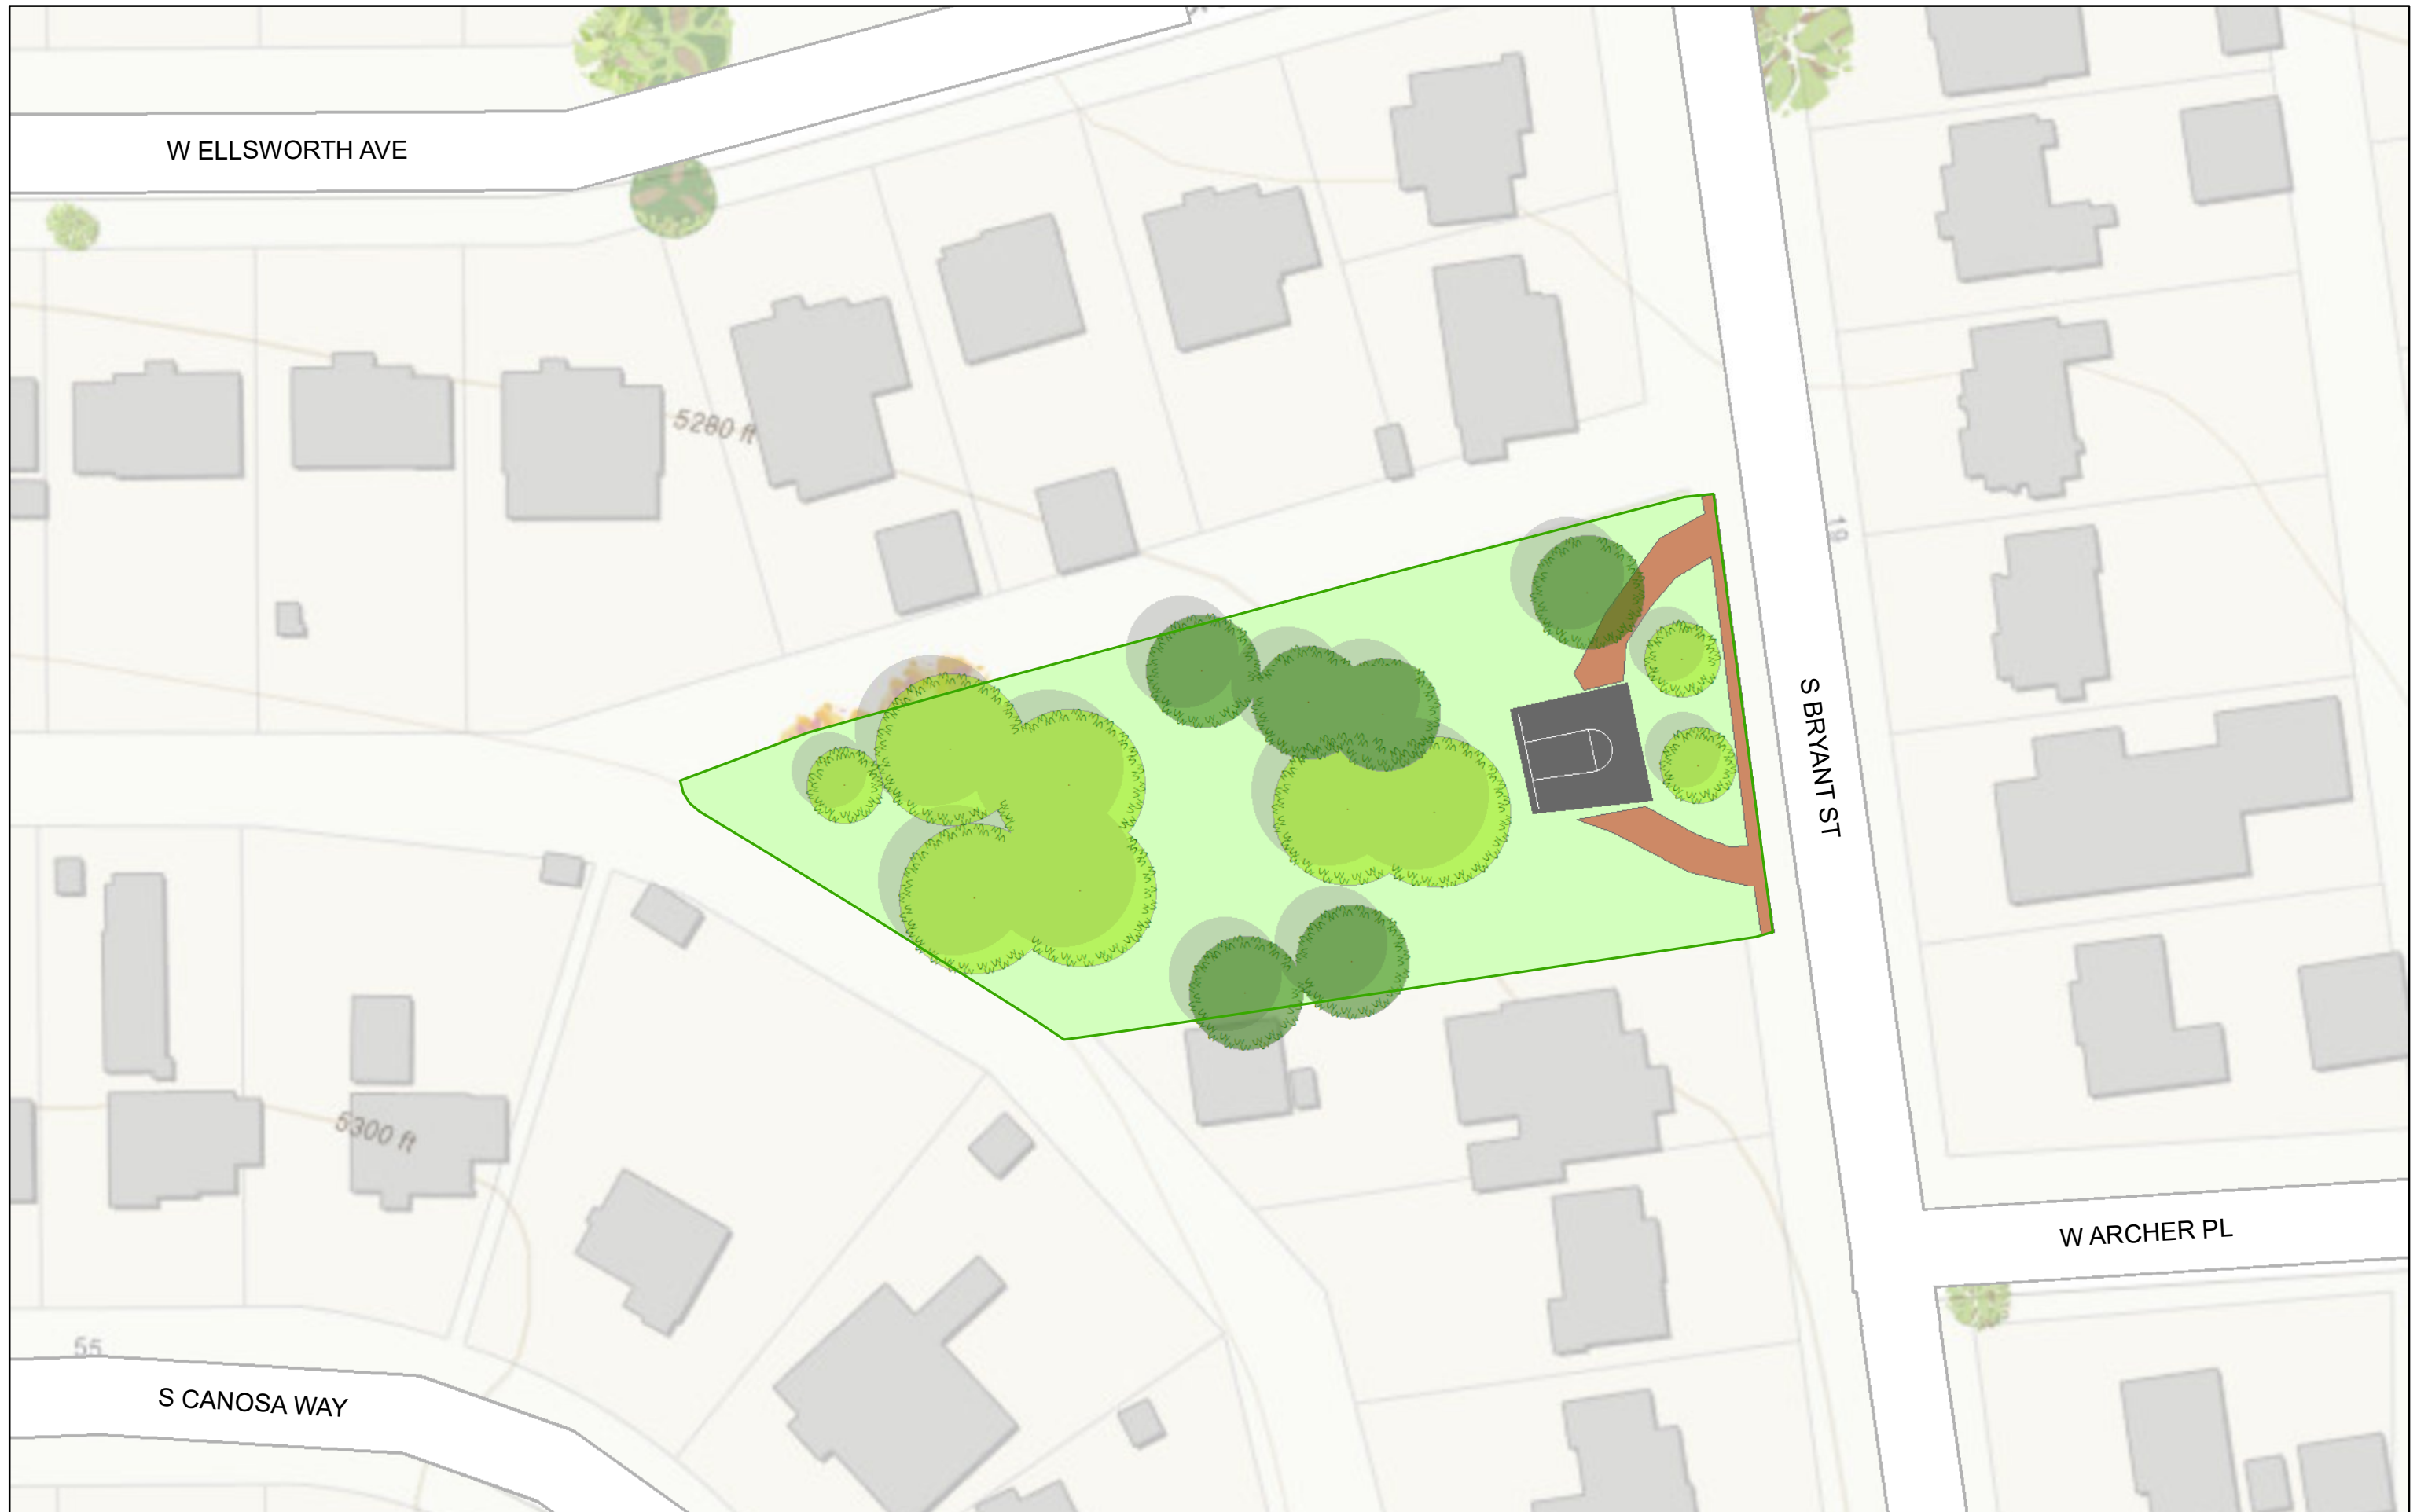 W ELLSWORTH AVE
5280 ft
19
S BRYANT ST
5300 ft
W ARCHER PL
55
S CANOSA WAY